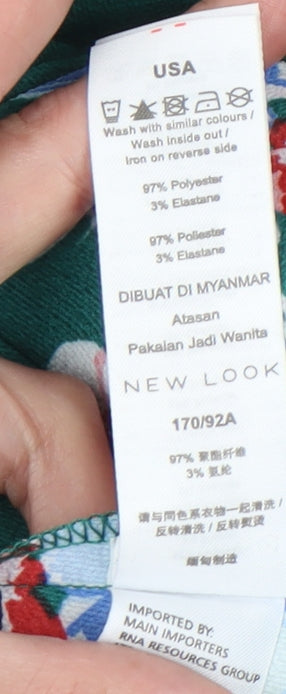 USA
Wash with similar colours /
Wash inside out /
Iron on reverse side
97% Polyester
3% Elastane
97% Poliester
3% Elastane
DIBUAT DI MYANMAR
Atasan
Pakaian Jadi Wanita
NEW LOOK
170/92A
97% 聚酯纤维
3% 氨纶
请与同色系衣物一起清洗 /
反转清洗 / 反转熨烫
缅甸制造
IMPORTED BY:
MAIN IMPORTERS
RNA RESOURCES GROUP